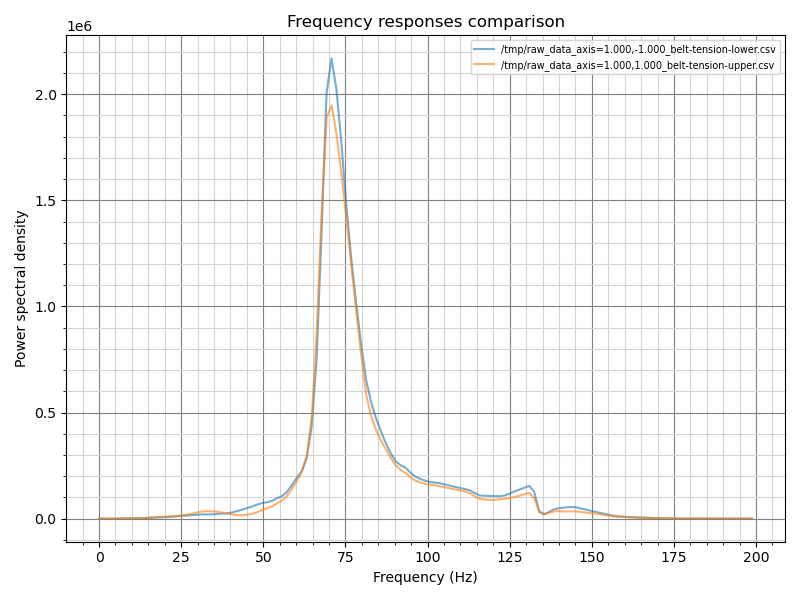 Frequency responses comparison
1e6
/tmp/raw_data_axis=1.000,-1.000_belt-tension-lower.csv
/tmp/raw_data_axis=1.000,1.000_belt-tension-upper.csv
2.0
1.5
1.0
0.5
0.0
Power spectral density
0 25 50 75 100 125 150 175 200
Frequency (Hz)